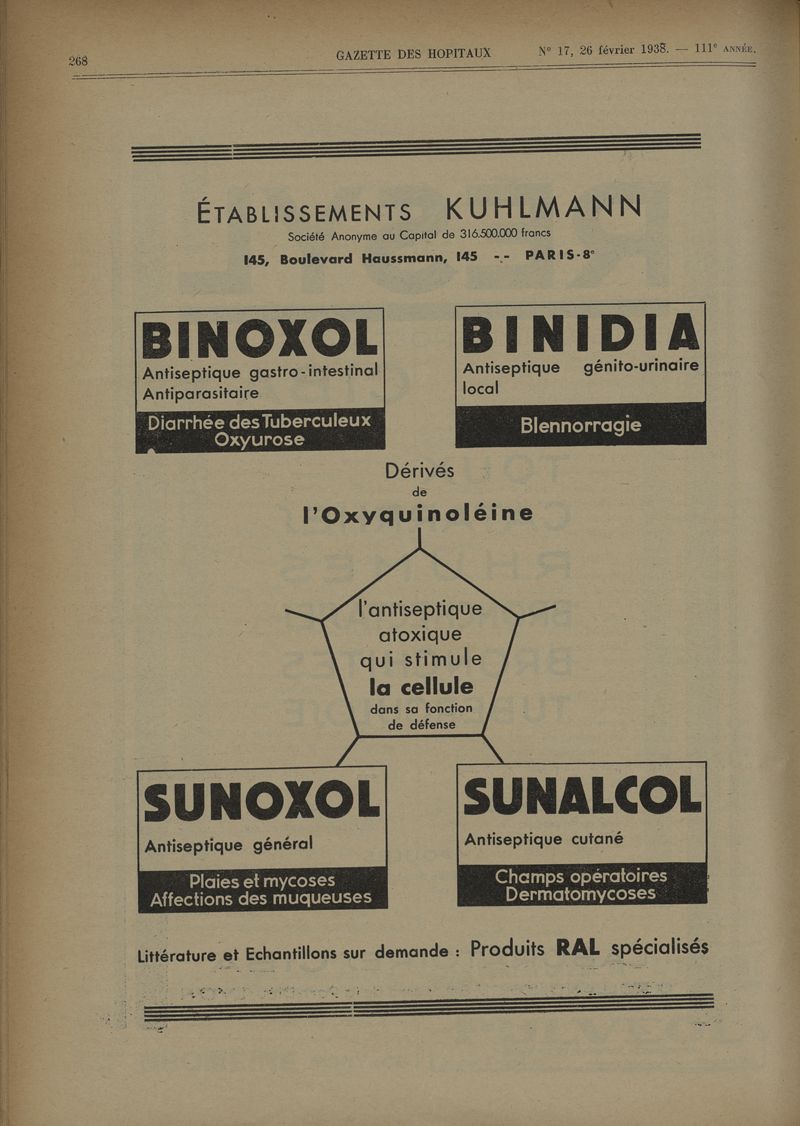 268
GAZETTE DES HOPITAUX
N° 17, 26 février 1938. — 111e ANNÉE.
ÉTABLISSEMENTS KUHLMANN
Société Anonyme au Capital de 316.500.000 francs
145, Boulevard Haussmann, 145 -:- PARIS-8e
BINOXOL
Antiseptique gastro-intestinal
Antiparasitaire
Diarrhée des Tuberculeux
Oxyurose
BINIDIA
Antiseptique génito-urinaire
local
Blennorragie
Dérivés
de
l'Oxyquinoléine
l'antiseptique
atoxique
qui stimule
la cellule
dans sa fonction
de défense
SUNOXOL
Antiseptique général
Plaies et mycoses
Affections des muqueuses
SUNALCOL
Antiseptique cutané
Champs opératoires
Dermatomycoses
Littérature et Echantillons sur demande : Produits RAL spécialisés